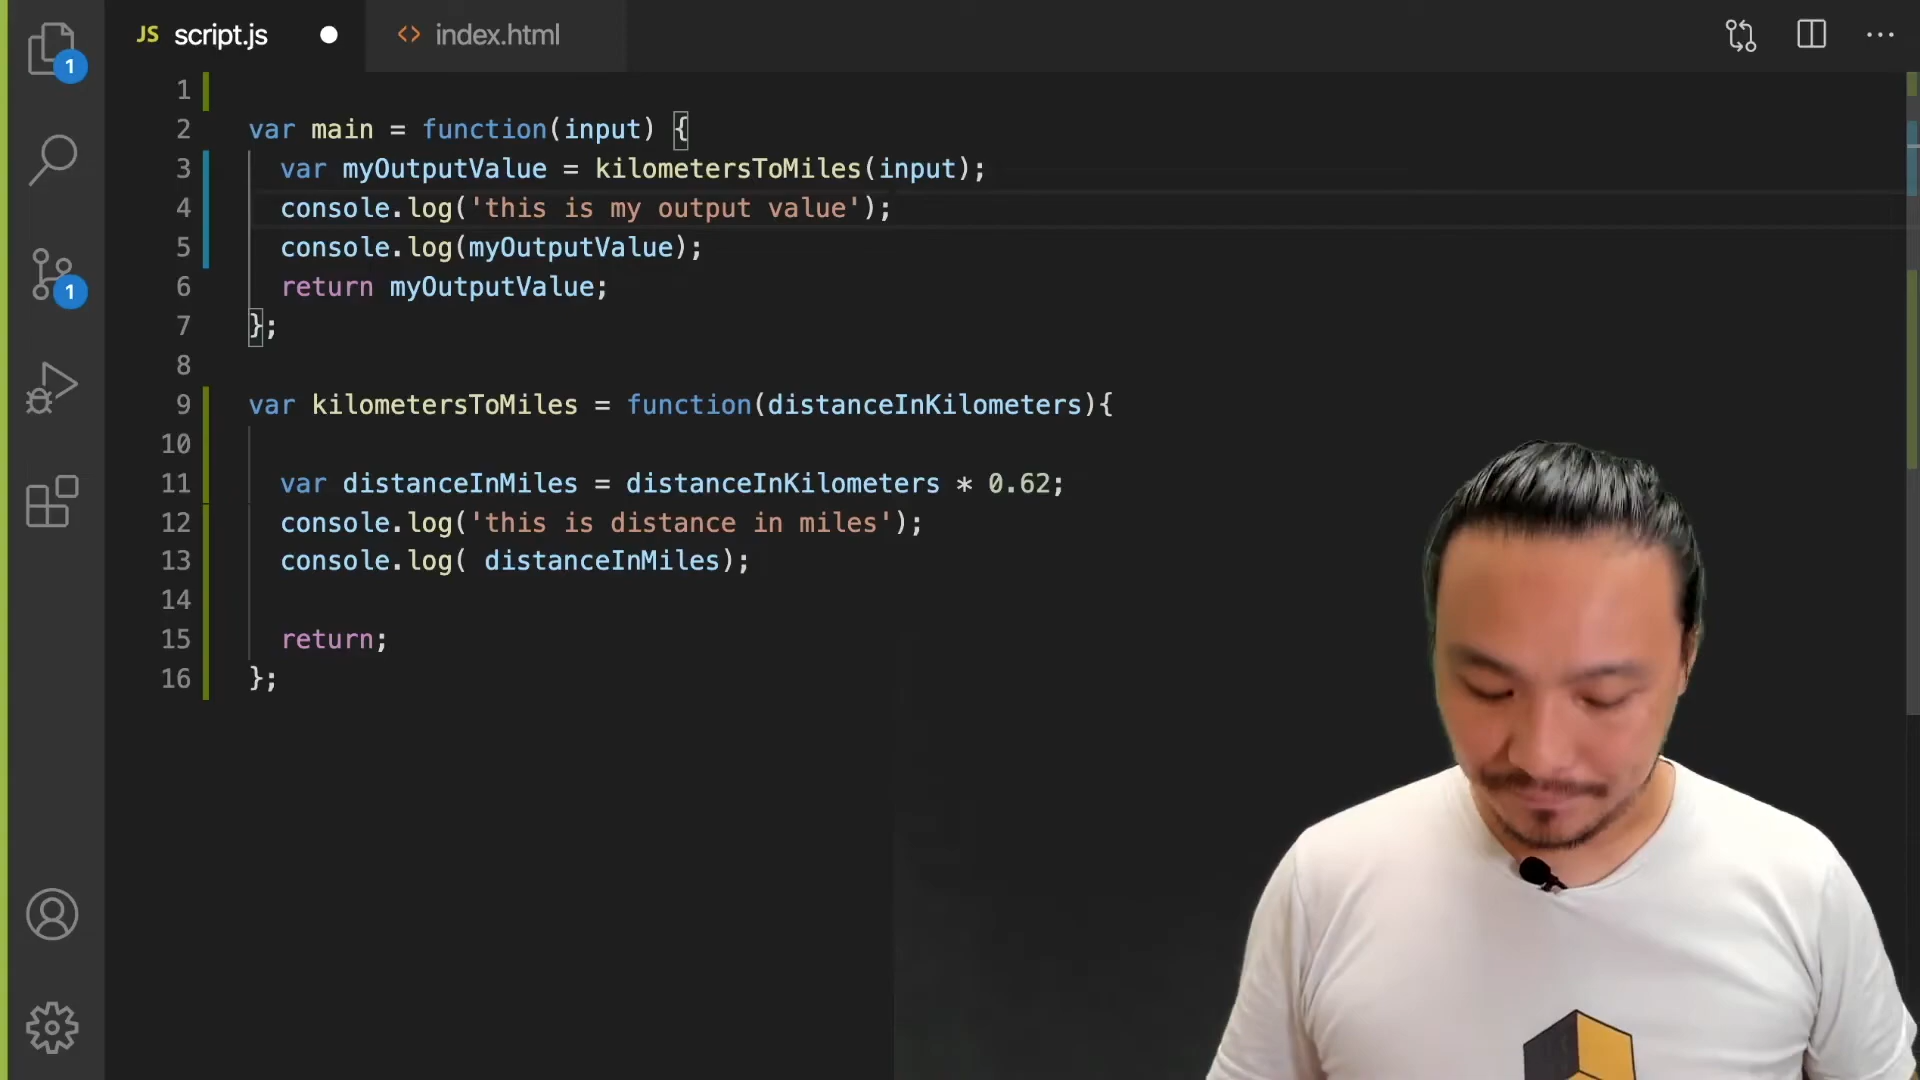 JS script.js
index.html
1
1
1
2 var main = function(input) {
3 var myOutputValue = kilometersToMiles(input);
4 console.log('this is my output value');
5 console.log(myOutputValue);
6 return myOutputValue;
7 };
8
9 var kilometersToMiles = function(distanceInKilometers){
10
11 var distanceInMiles = distanceInKilometers * 0.62;
12 console.log('this is distance in miles');
13 console.log( distanceInMiles);
14
15 return;
16 };